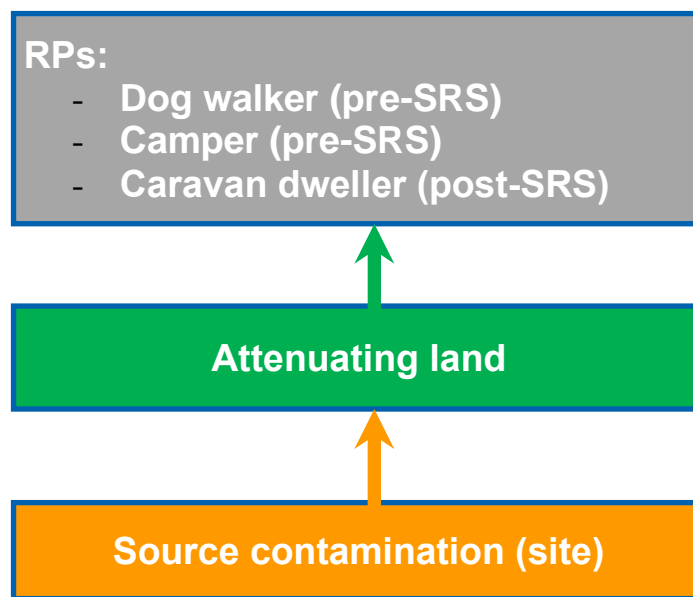 RPs:
- Dog walker (pre-SRS)
- Camper (pre-SRS)
- Caravan dweller (post-SRS)
Attenuating land
Source contamination (site)